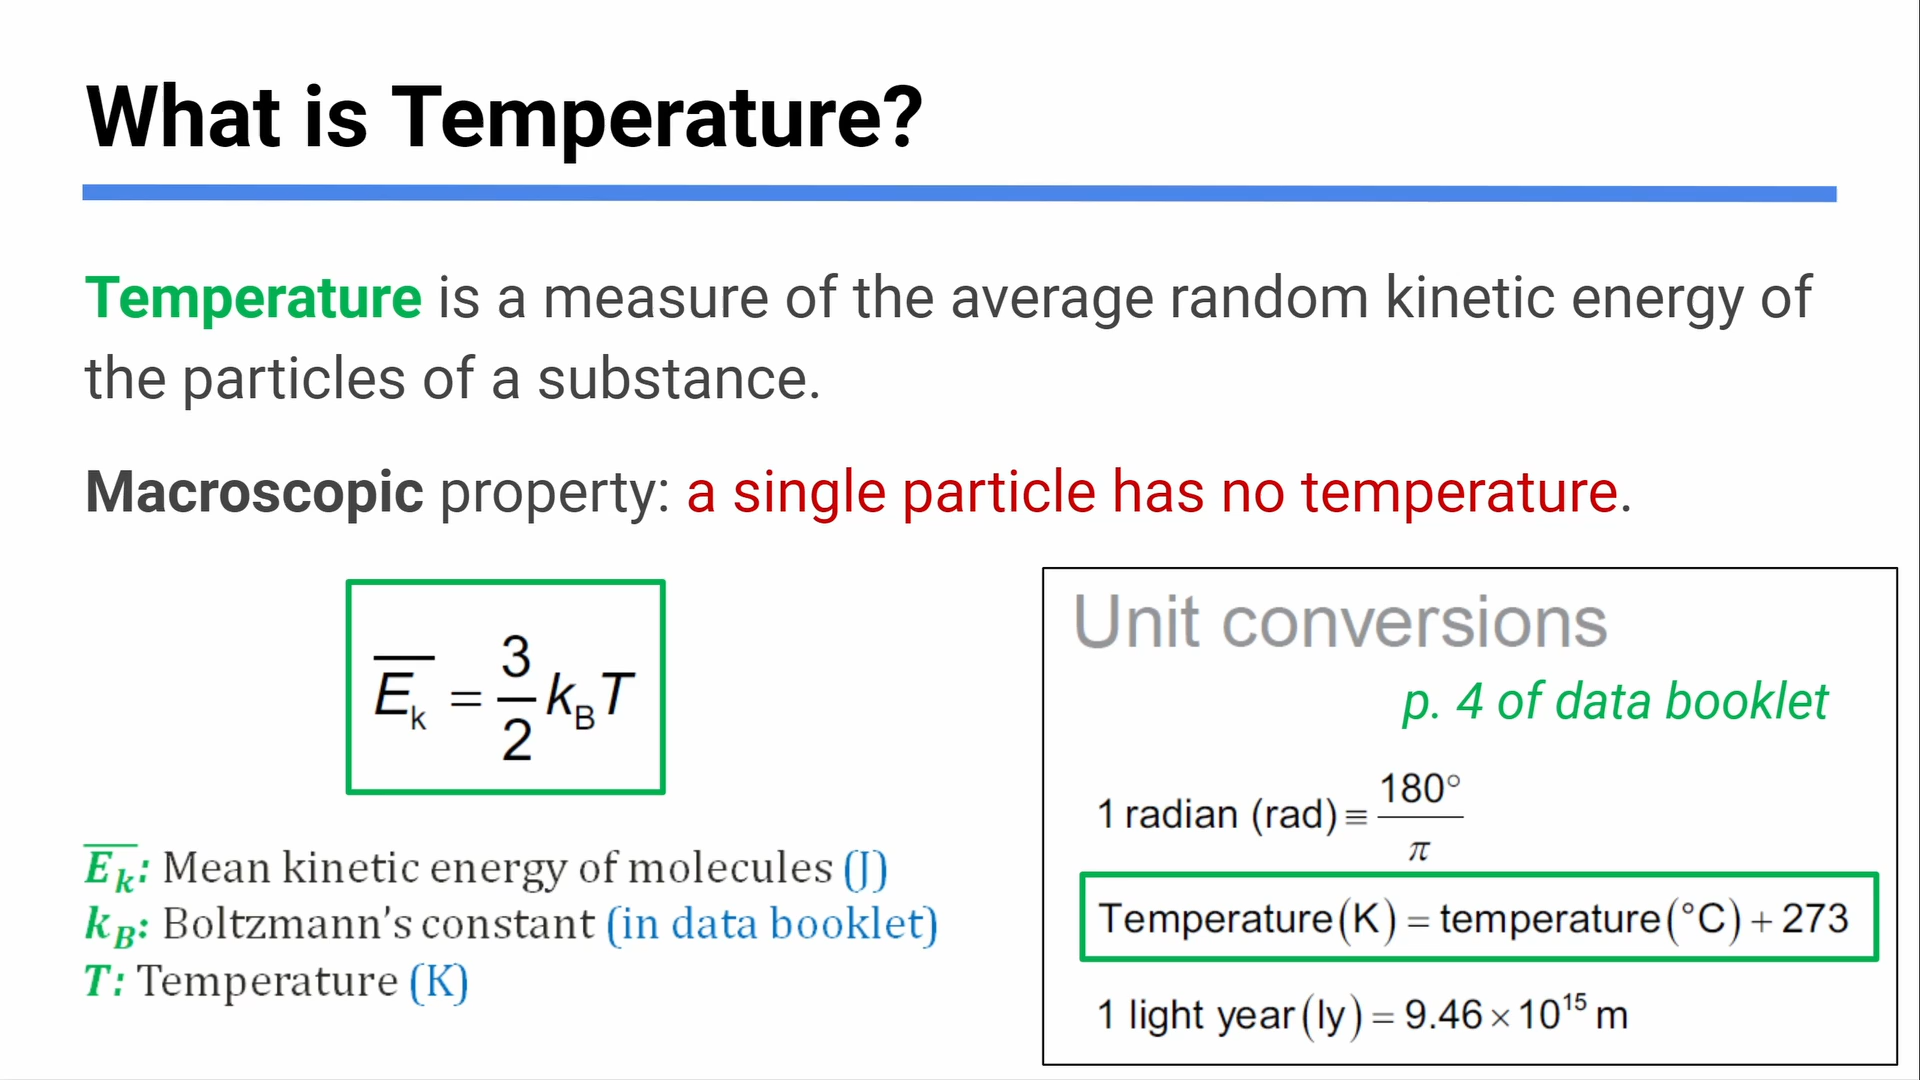 What is Temperature?
Temperature is a measure of the average random kinetic energy of
the particles of a substance.
Macroscopic property: a single particle has no temperature.
E̅ₖ = 3/2 k_B T
E̅ₖ: Mean kinetic energy of molecules (J)
k_B: Boltzmann's constant (in data booklet)
T: Temperature (K)
Unit conversions
p. 4 of data booklet
1 radian (rad) ≡ 180°/π
Temperature(K) = temperature(°C) + 273
1 light year(ly) = 9.46 × 10¹⁵ m